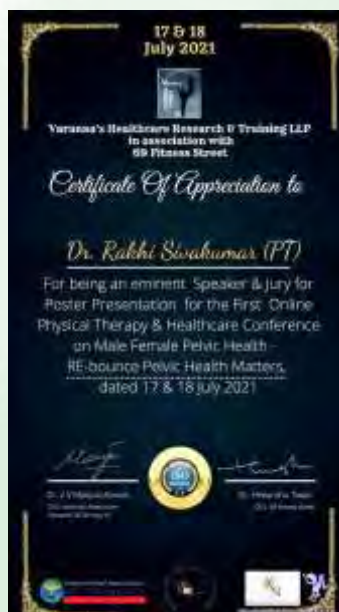 17 & 18
July 2021
Varansa's Healthcare Research & Training LLP
in association with
69 Fitness Street
Certificate Of Appreciation to
Dr. Rakhi Sivakumar (PT)
For being an eminent Speaker & Jury for
Poster Presentation for the First Online
Physical Therapy & Healthcare Conference
on Male Female Pelvic Health -
RE-bounce Pelvic Health Matters,
dated 17 & 18 July 2021